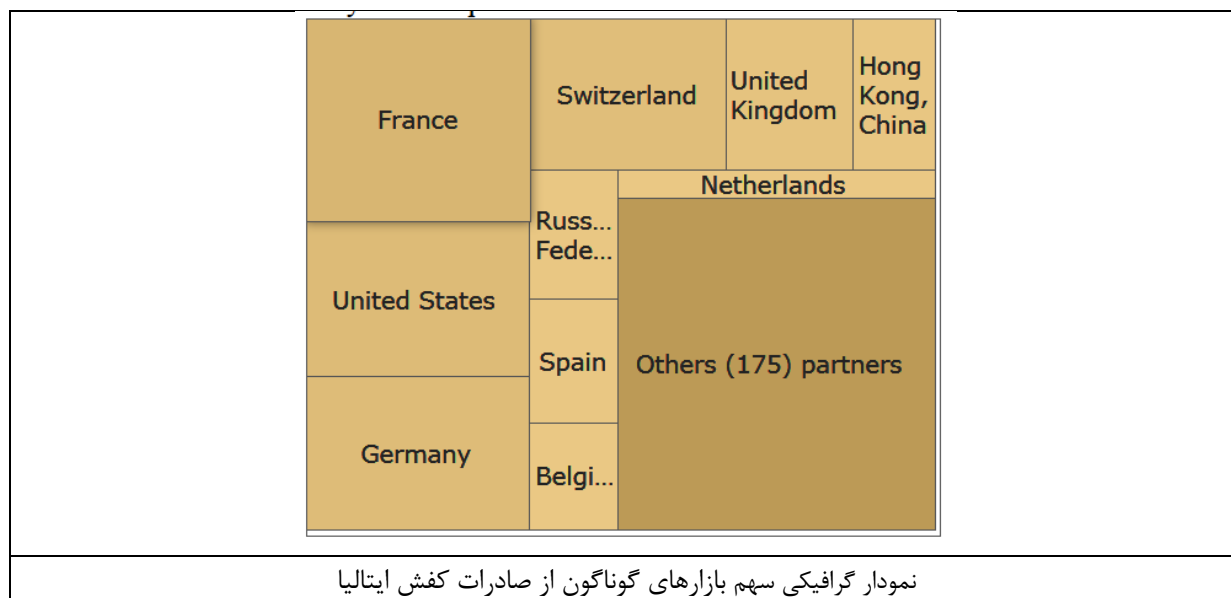 France
Switzerland
United
Kingdom
Hong
Kong,
China
Netherlands
Russ...
Fede...
United States
Spain
Others (175) partners
Germany
Belgi...
نمودار گرافیکی سهم بازارهای گوناگون از صادرات کفش ایتالیا